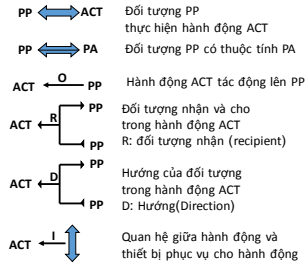 PP ACT Đối tượng PP
thực hiện hành động ACT
PP PA Đối tượng PP có thuộc tính PA
ACT O PP Hành động ACT tác động lên PP
PP Đối tượng nhận và cho
ACT R trong hành động ACT
PP R: đối tượng nhận (recipient)
PP Hướng của đối tượng
ACT D trong hành động ACT
PP D: Hướng(Direction)
ACT I Quan hệ giữa hành động và
thiết bị phục vụ cho hành động